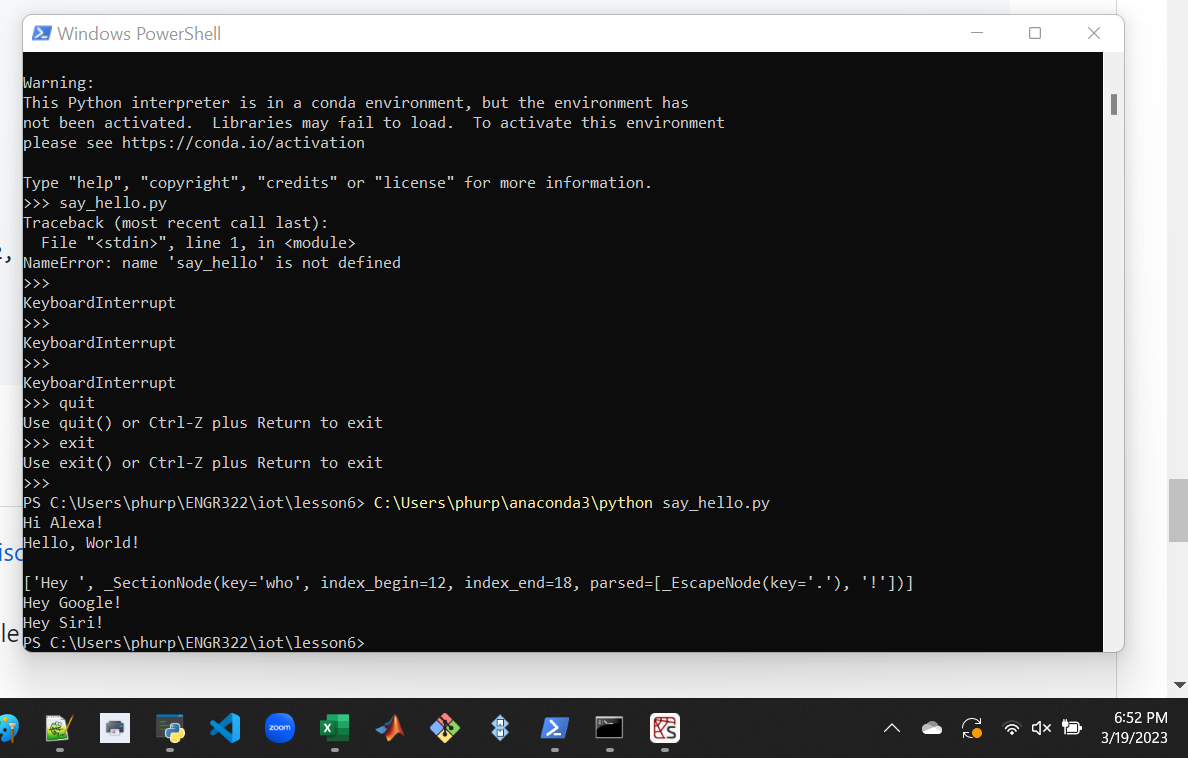 Windows PowerShell
Warning:
This Python interpreter is in a conda environment, but the environment has
not been activated.  Libraries may fail to load.  To activate this environment
please see https://conda.io/activation
Type "help", "copyright", "credits" or "license" for more information.
>>> say_hello.py
Traceback (most recent call last):
  File "<stdin>", line 1, in <module>
NameError: name 'say_hello' is not defined
>>>
KeyboardInterrupt
>>>
KeyboardInterrupt
>>>
KeyboardInterrupt
>>> quit
Use quit() or Ctrl-Z plus Return to exit
>>> exit
Use exit() or Ctrl-Z plus Return to exit
>>>
PS C:\Users\phurp\ENGR322\iot\lesson6> C:\Users\phurp\anaconda3\python say_hello.py
Hi Alexa!
Hello, World!
['Hey ', _SectionNode(key='who', index_begin=12, index_end=18, parsed=[_EscapeNode(key='.'), '!'])]
Hey Google!
Hey Siri!
PS C:\Users\phurp\ENGR322\iot\lesson6>
isc
le
zoom
6:52 PM
3/19/2023